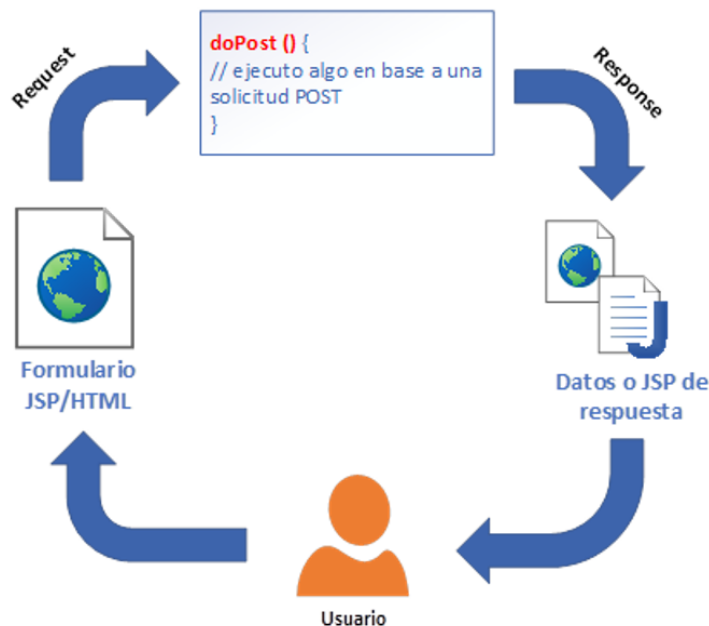 Request
doPost () {
// ejecuto algo en base a una
solicitud POST
}
Response
Formulario
JSP/HTML
Datos o JSP de
respuesta
Usuario